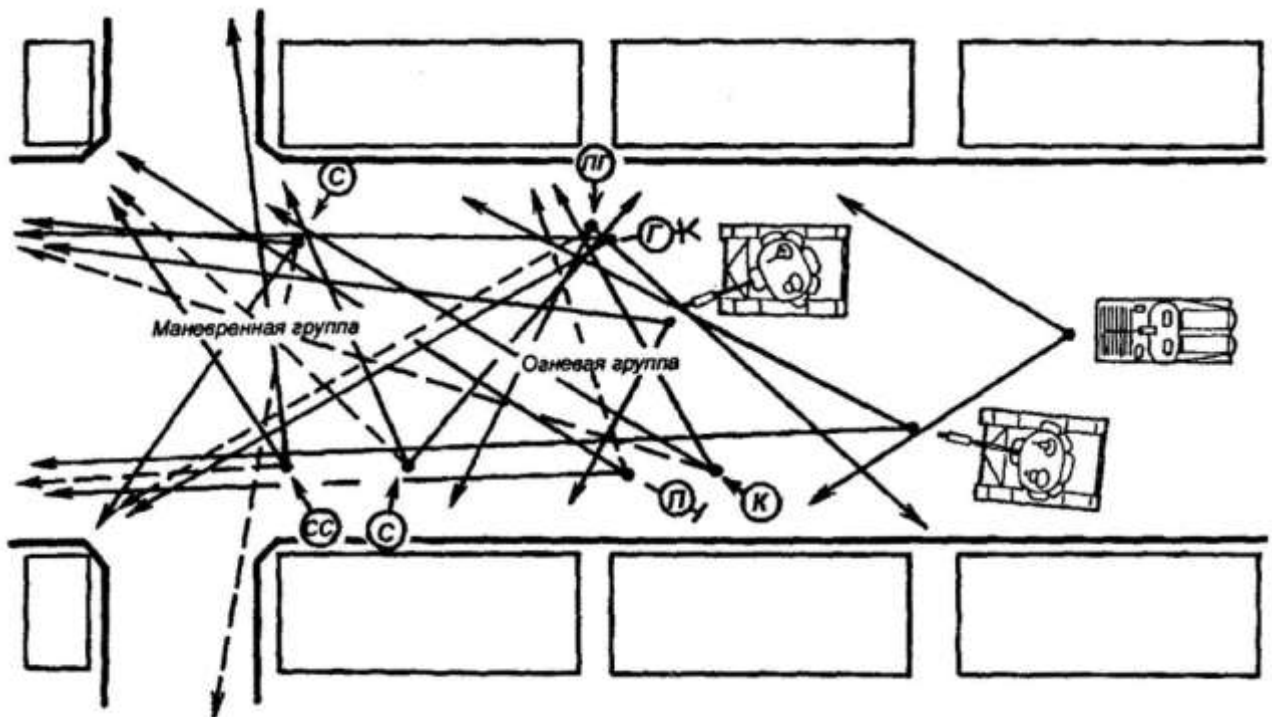 ПГ
С
Г К
Маневренная группа
Огневая группа
П
К
СС
С